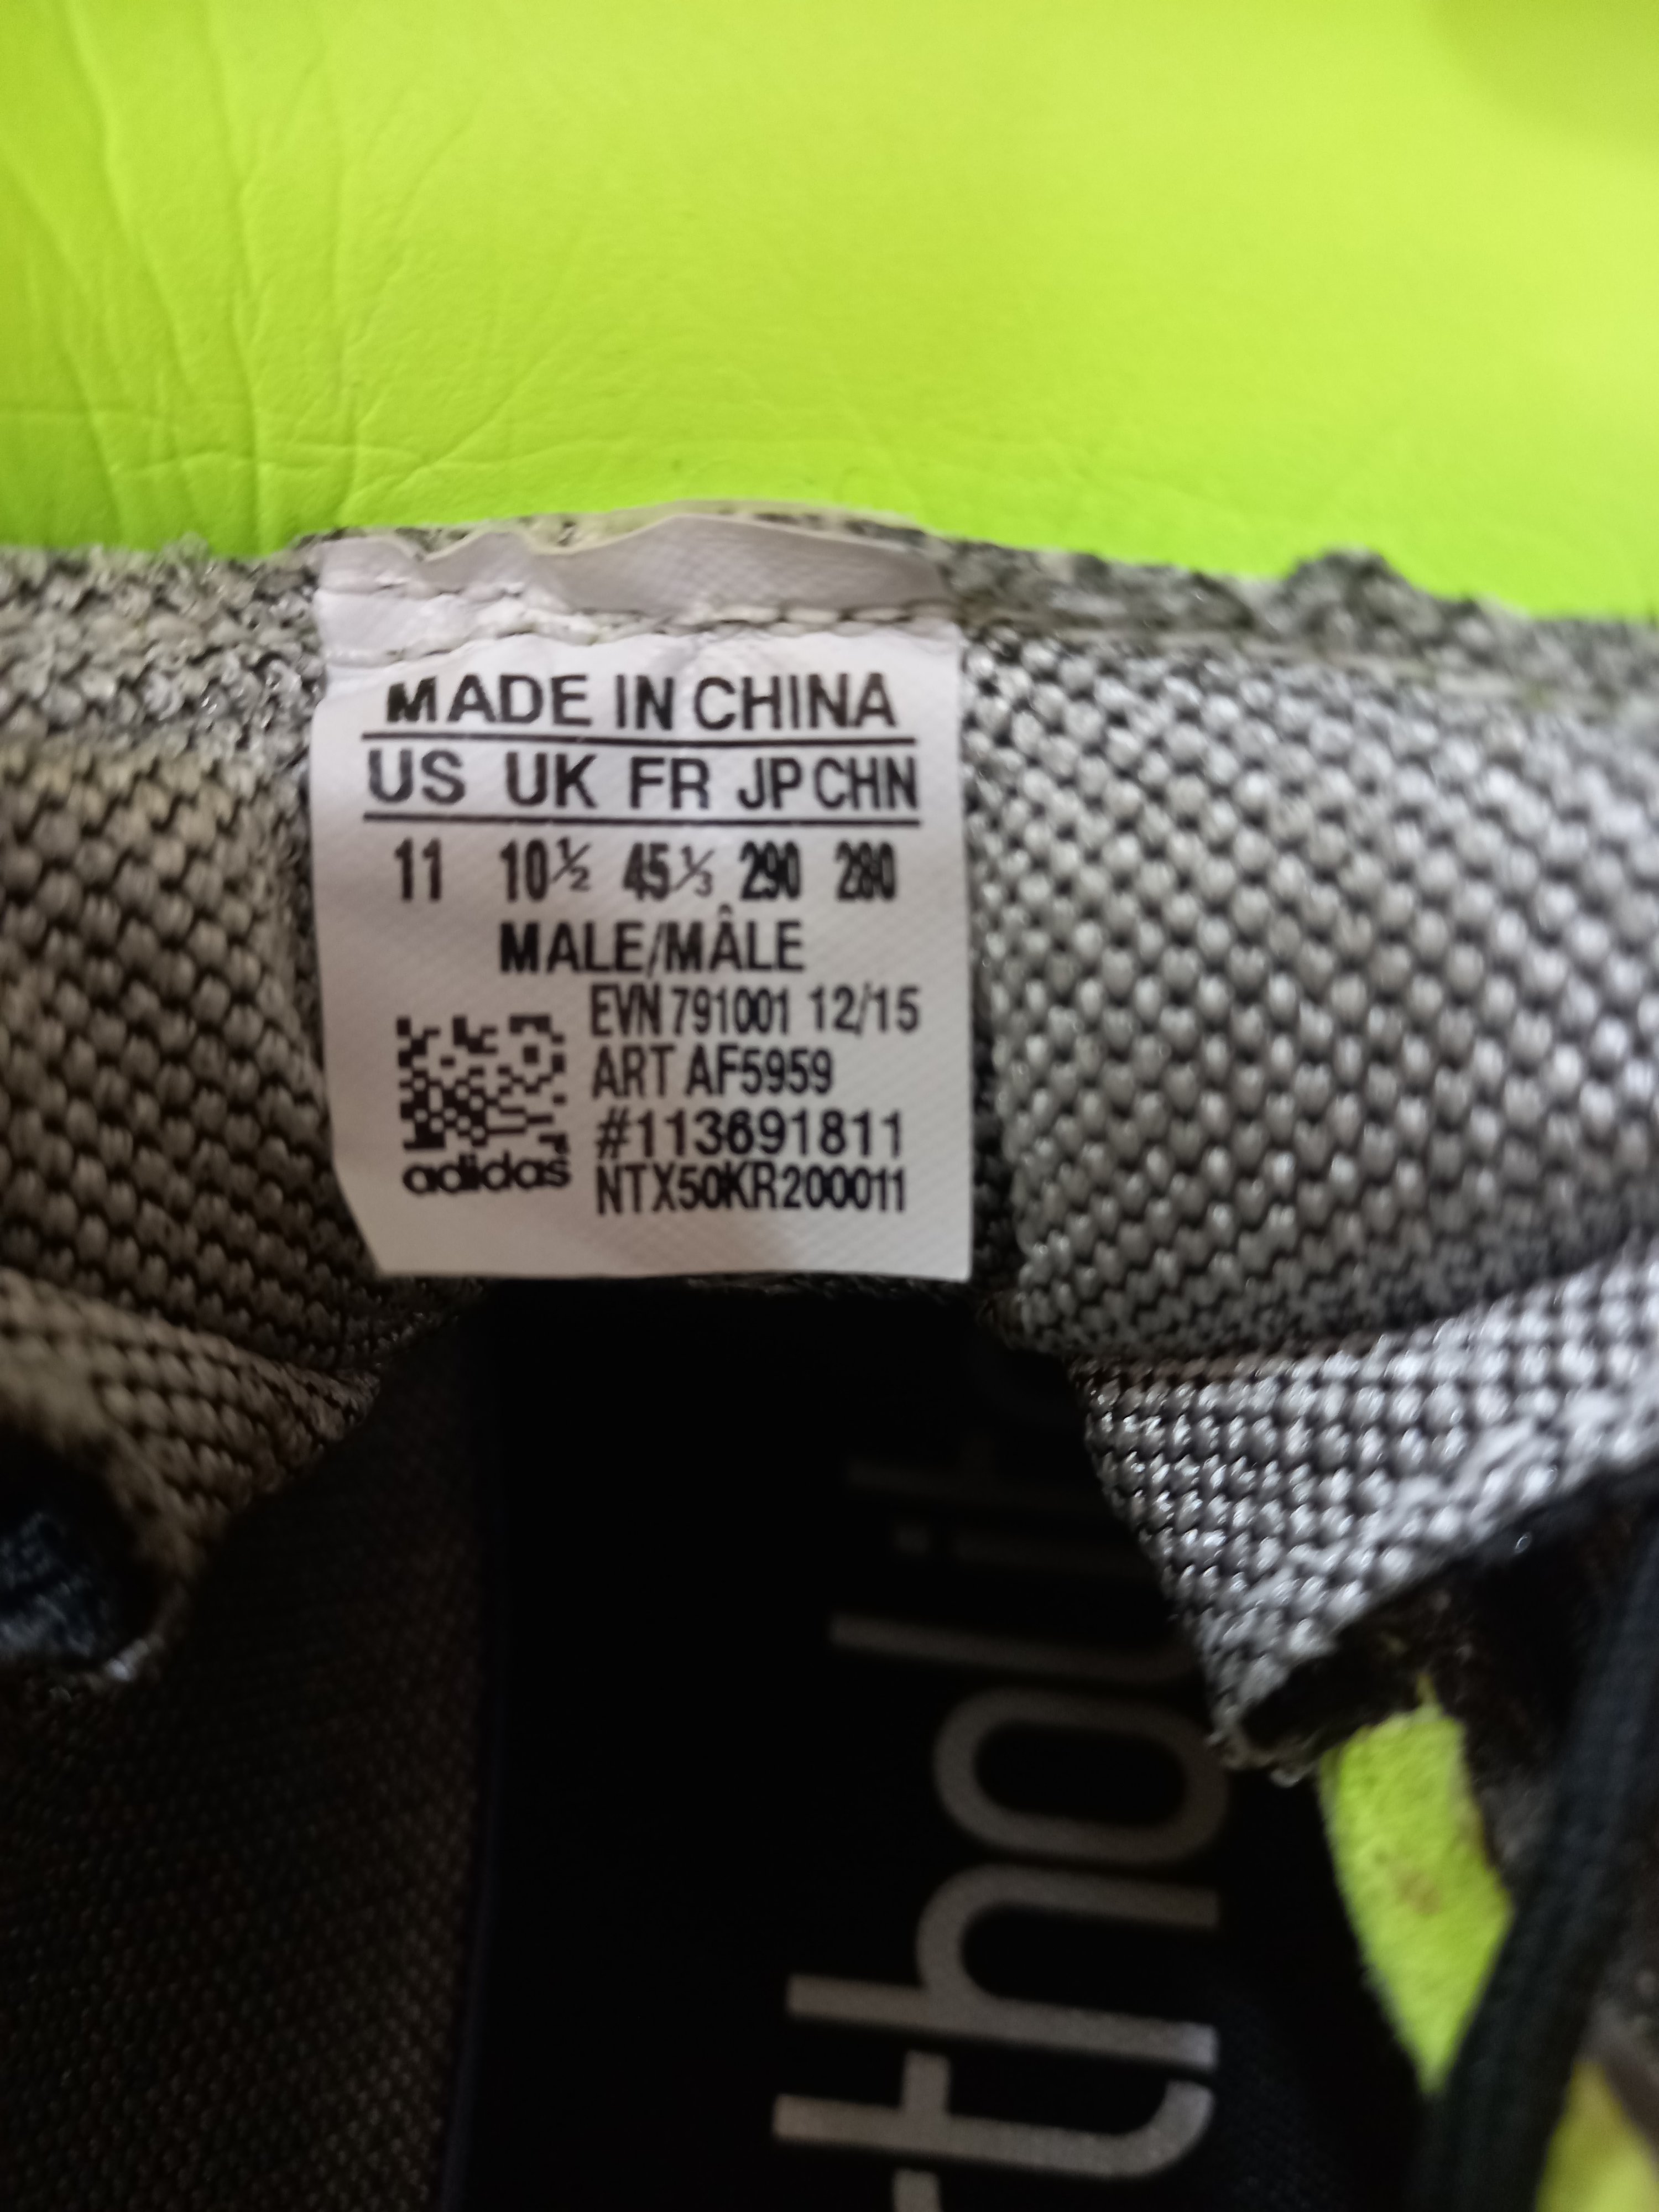 MADE IN CHINA
US UK FR JP CHN
11 10½ 45⅓ 290 280
MALE/MÂLE
EVN 791001 12/15
ART AF5959
#113691811
NTX50KR200011
adidas